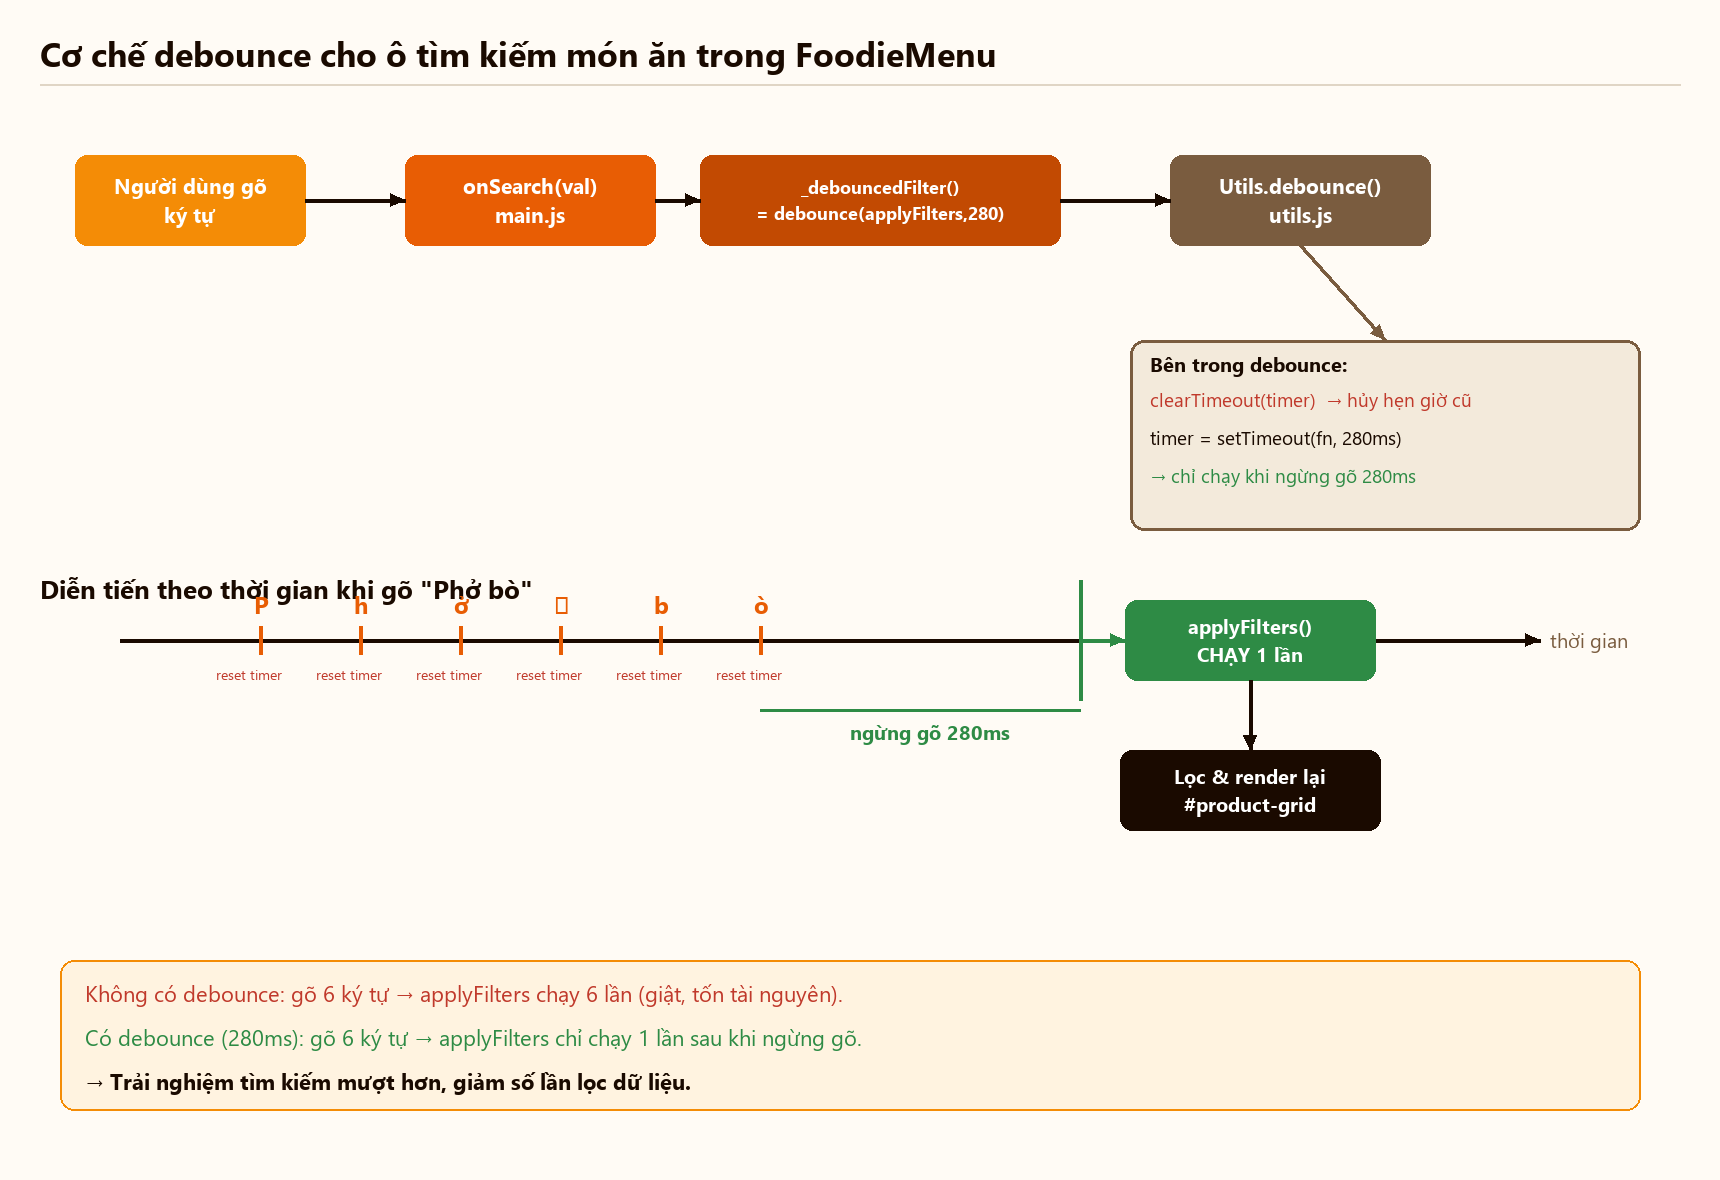 Cơ chế debounce cho ô tìm kiếm món ăn trong FoodieMenu
Người dùng gõ
ký tự
onSearch(val)
main.js
_debouncedFilter()
= debounce(applyFilters,280)
Utils.debounce()
utils.js
Bên trong debounce:
clearTimeout(timer) → hủy hẹn giờ cũ
timer = setTimeout(fn, 280ms)
→ chỉ chạy khi ngừng gõ 280ms
Diễn tiến theo thời gian khi gõ "Phở bò"
P h ơ b ò
reset timer reset timer reset timer reset timer reset timer reset timer
applyFilters()
CHẠY 1 lần
thời gian
ngừng gõ 280ms
Lọc & render lại
#product-grid
Không có debounce: gõ 6 ký tự → applyFilters chạy 6 lần (giật, tốn tài nguyên).
Có debounce (280ms): gõ 6 ký tự → applyFilters chỉ chạy 1 lần sau khi ngừng gõ.
→ Trải nghiệm tìm kiếm mượt hơn, giảm số lần lọc dữ liệu.